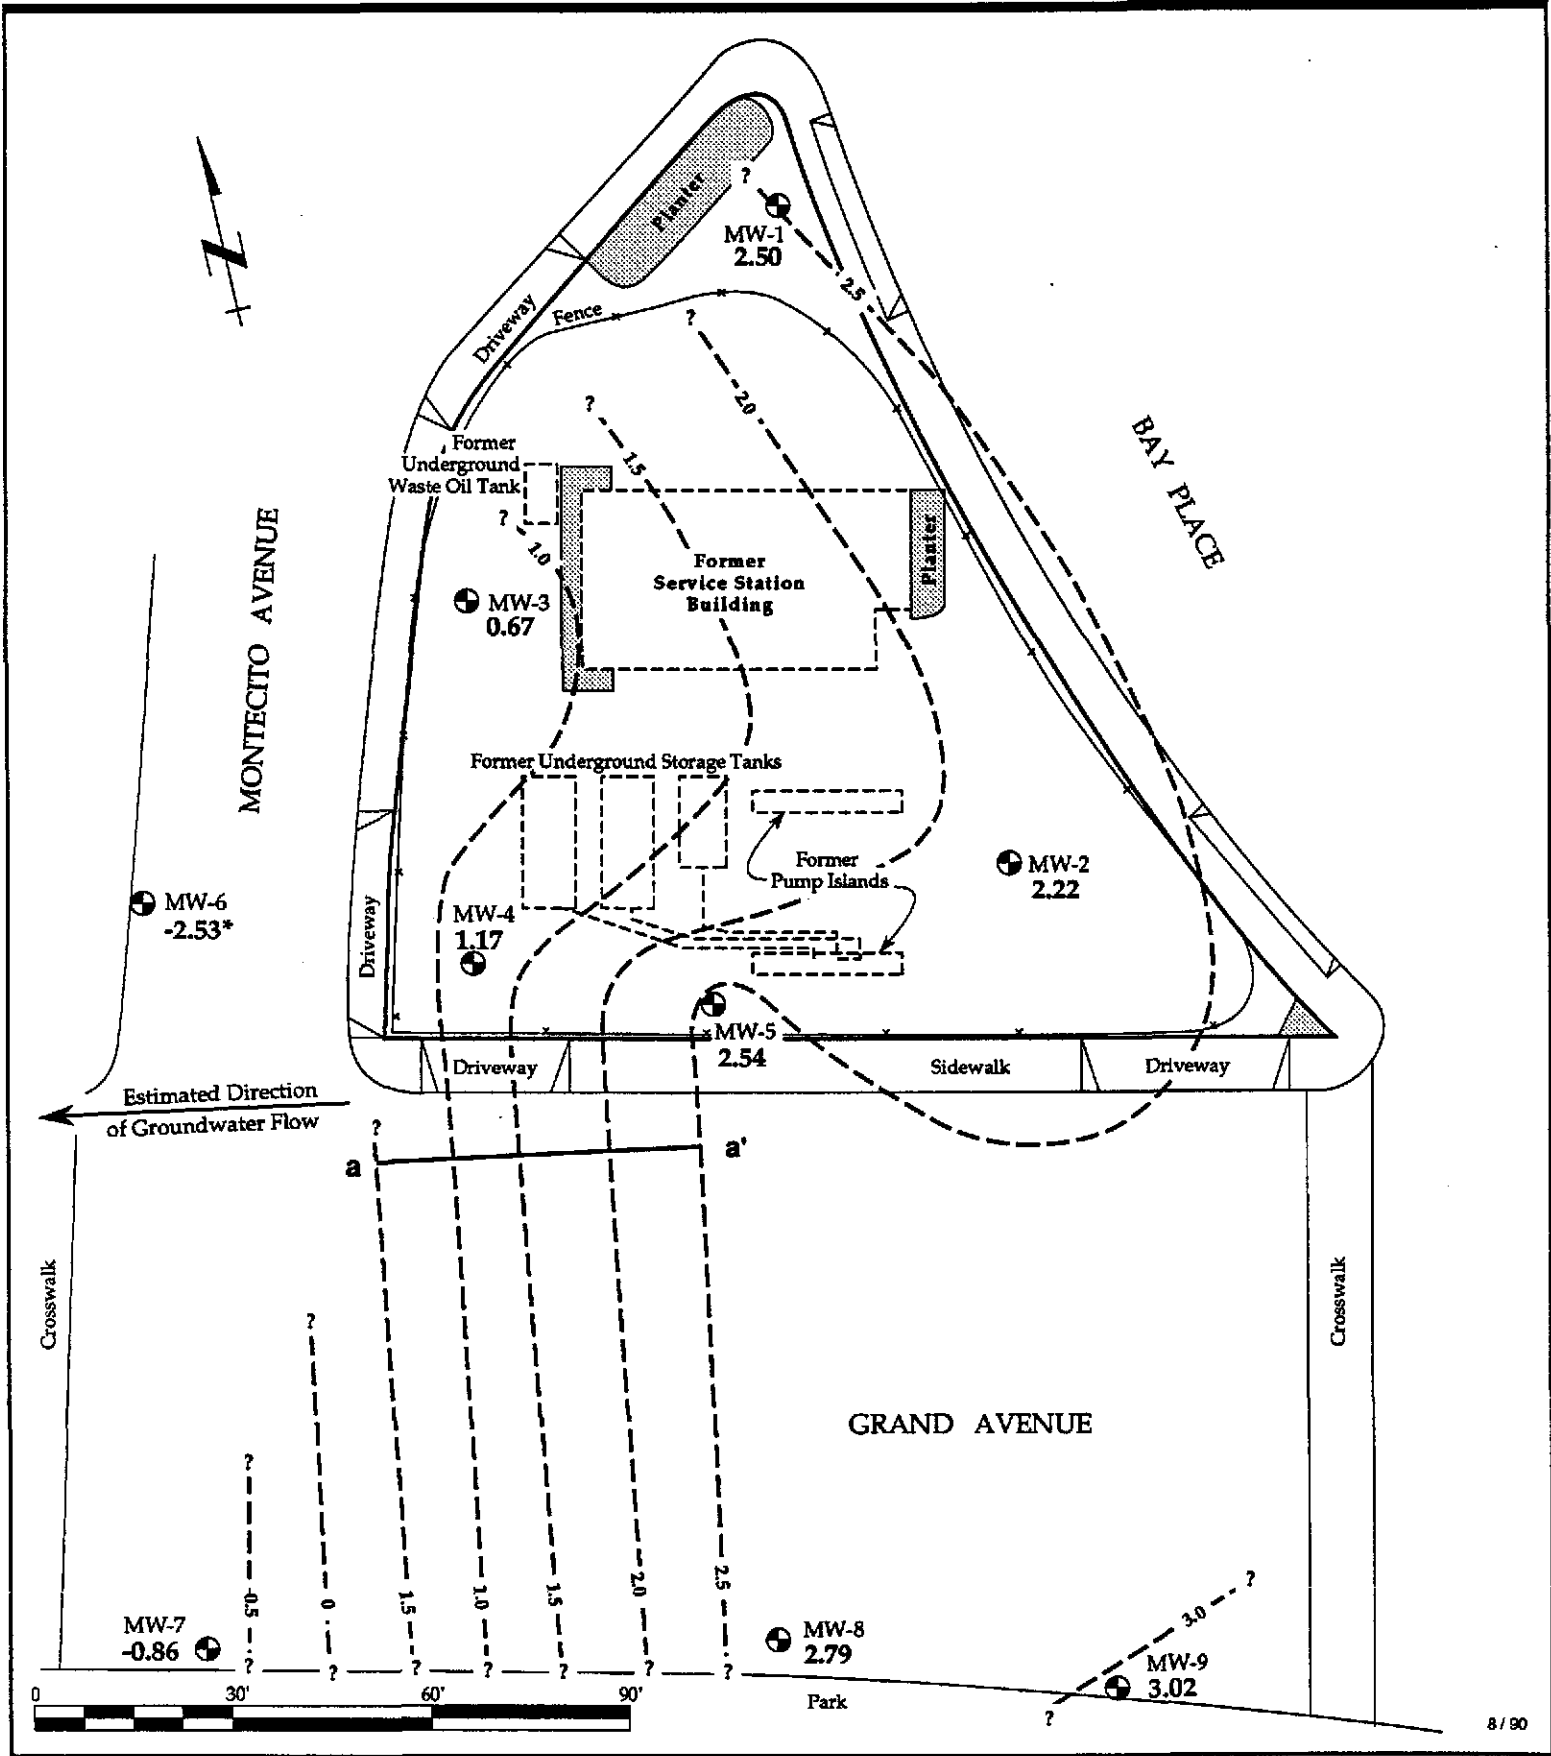 Planter
?
MW-1
2.50
N
2.5
Driveway
Fence
?
2.0
?
1.5
BAY PLACE
Former
Underground
Waste Oil Tank
?
1.0
MONTECITO AVENUE
Former
Service Station
Building
Planter
MW-3
0.67
Former Underground Storage Tanks
Former
Pump Islands
MW-2
2.22
MW-6
-2.53*
MW-4
1.17
Driveway
MW-5
2.54
Driveway
Sidewalk
Driveway
Estimated Direction
of Groundwater Flow
?
a
a'
Crosswalk
Crosswalk
?
GRAND AVENUE
?
-0.5
0
1.5
1.0
1.5
2.0
2.5
?
3.0
MW-7
-0.86
MW-8
2.79
MW-9
3.02
? ? ? ? ? ? ?
?
0 30' 60' 90'
Park
8/90